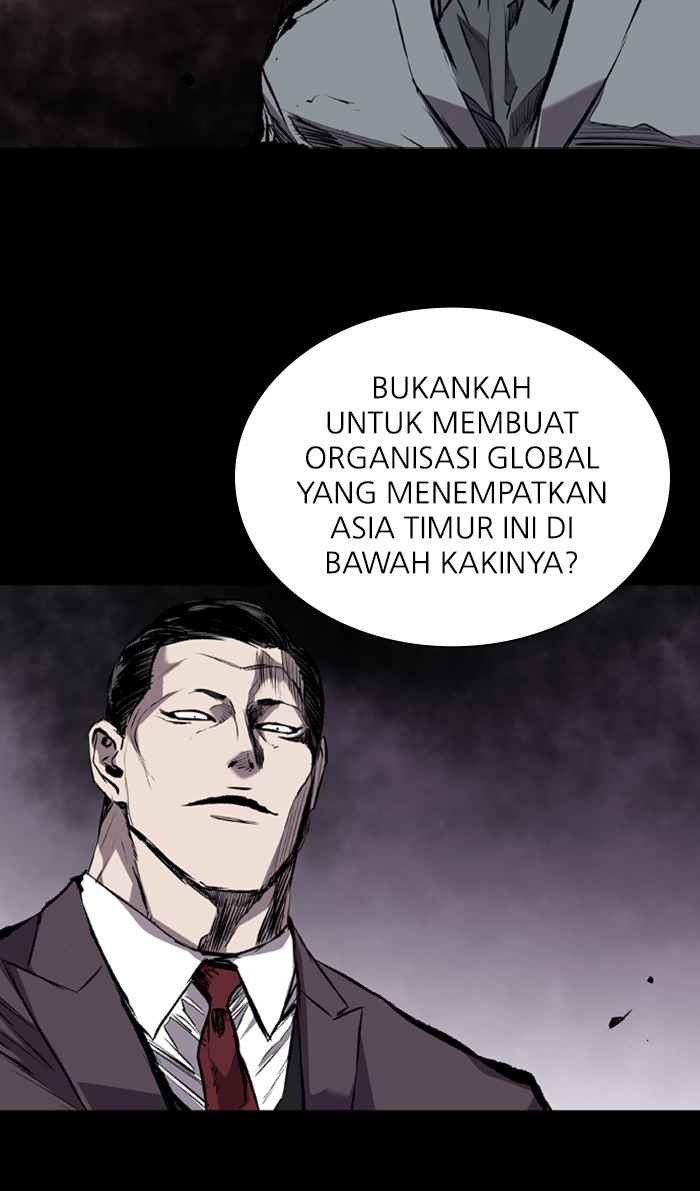 BUKANKAH
UNTUK MEMBUAT
ORGANISASI GLOBAL
YANG MENEMPATKAN
ASIA TIMUR INI DI
BAWAH KAKINYA?